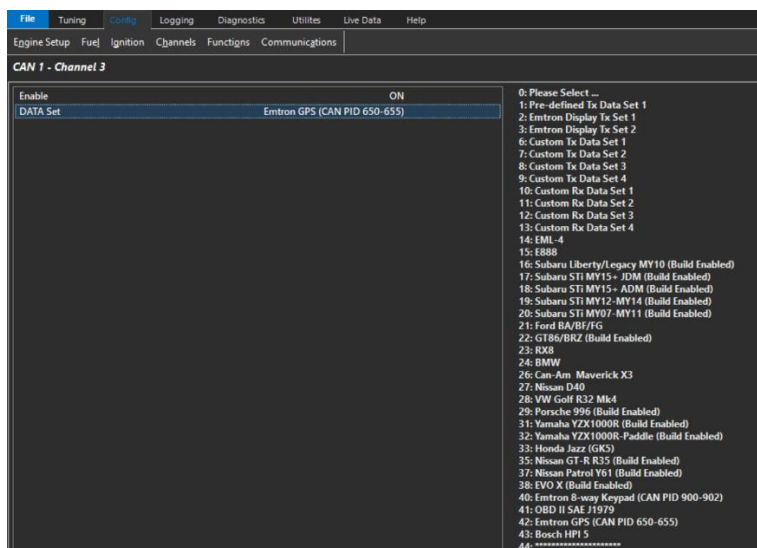 File Tuning Config Logging Diagnostics Utilites Live Data Help
Engine Setup Fuel Ignition Channels Functions Communications
CAN 1 - Channel 3
Enable ON
DATA Set Emtron GPS (CAN PID 650-655)
0: Please Select ...
1: Pre-defined Tx Data Set 1
2: Emtron Display Tx Set 1
3: Emtron Display Tx Set 2
6: Custom Tx Data Set 1
7: Custom Tx Data Set 2
8: Custom Tx Data Set 3
9: Custom Tx Data Set 4
10: Custom Rx Data Set 1
11: Custom Rx Data Set 2
12: Custom Rx Data Set 3
13: Custom Rx Data Set 4
14: EML-4
15: E888
16: Subaru Liberty/Legacy MY10 (Build Enabled)
17: Subaru STi MY15+ JDM (Build Enabled)
18: Subaru STi MY15+ ADM (Build Enabled)
19: Subaru STi MY12-MY14 (Build Enabled)
20: Subaru STi MY07-MY11 (Build Enabled)
21: Ford BA/BF/FG
22: GT86/BRZ (Build Enabled)
23: RX8
24: BMW
26: Can-Am Maverick X3
27: Nissan D40
28: VW Golf R32 Mk4
29: Porsche 996 (Build Enabled)
31: Yamaha YZX1000R (Build Enabled)
32: Yamaha YZX1000R-Paddle (Build Enabled)
33: Honda Jazz (GK5)
35: Nissan GT-R R35 (Build Enabled)
37: Nissan Patrol Y61 (Build Enabled)
38: EVO X (Build Enabled)
40: Emtron 8-way Keypad (CAN PID 900-902)
41: OBD II SAE J1979
42: Emtron GPS (CAN PID 650-655)
43: Bosch HPI 5
44: *********************